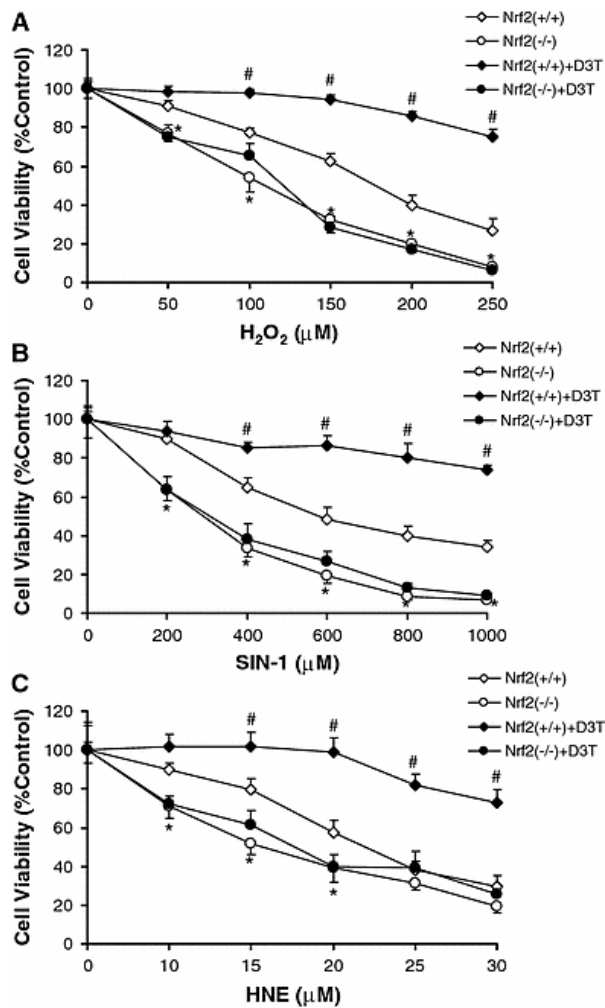 A
Nrf2(+/+)
Nrf2(-/-)
Nrf2(+/+)+D3T
Nrf2(-/-)+D3T
Cell Viability (%Control)
120
100
80
60
40
20
0
# # # #
* * * * *
0 50 100 150 200 250
H₂O₂ (µM)
B
Nrf2(+/+)
Nrf2(-/-)
Nrf2(+/+)+D3T
Nrf2(-/-)+D3T
Cell Viability (%Control)
120
100
80
60
40
20
0
# # # #
* * * * *
0 200 400 600 800 1000
SIN-1 (µM)
C
Nrf2(+/+)
Nrf2(-/-)
Nrf2(+/+)+D3T
Nrf2(-/-)+D3T
Cell Viability (%Control)
120
100
80
60
40
20
0
# # # #
* * *
0 10 15 20 25 30
HNE (µM)